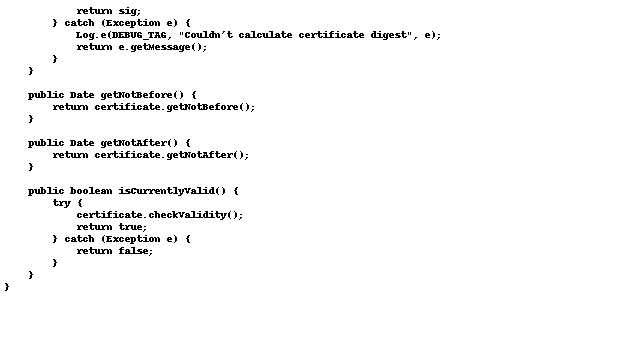 return sig;
        } catch (Exception e) {
            Log.e(DEBUG_TAG, "Couldn't calculate certificate digest", e);
            return e.getMessage();
        }
    }

    public Date getNotBefore() {
        return certificate.getNotBefore();
    }

    public Date getNotAfter() {
        return certificate.getNotAfter();
    }

    public boolean isCurrentlyValid() {
        try {
            certificate.checkValidity();
            return true;
        } catch (Exception e) {
            return false;
        }
    }
}